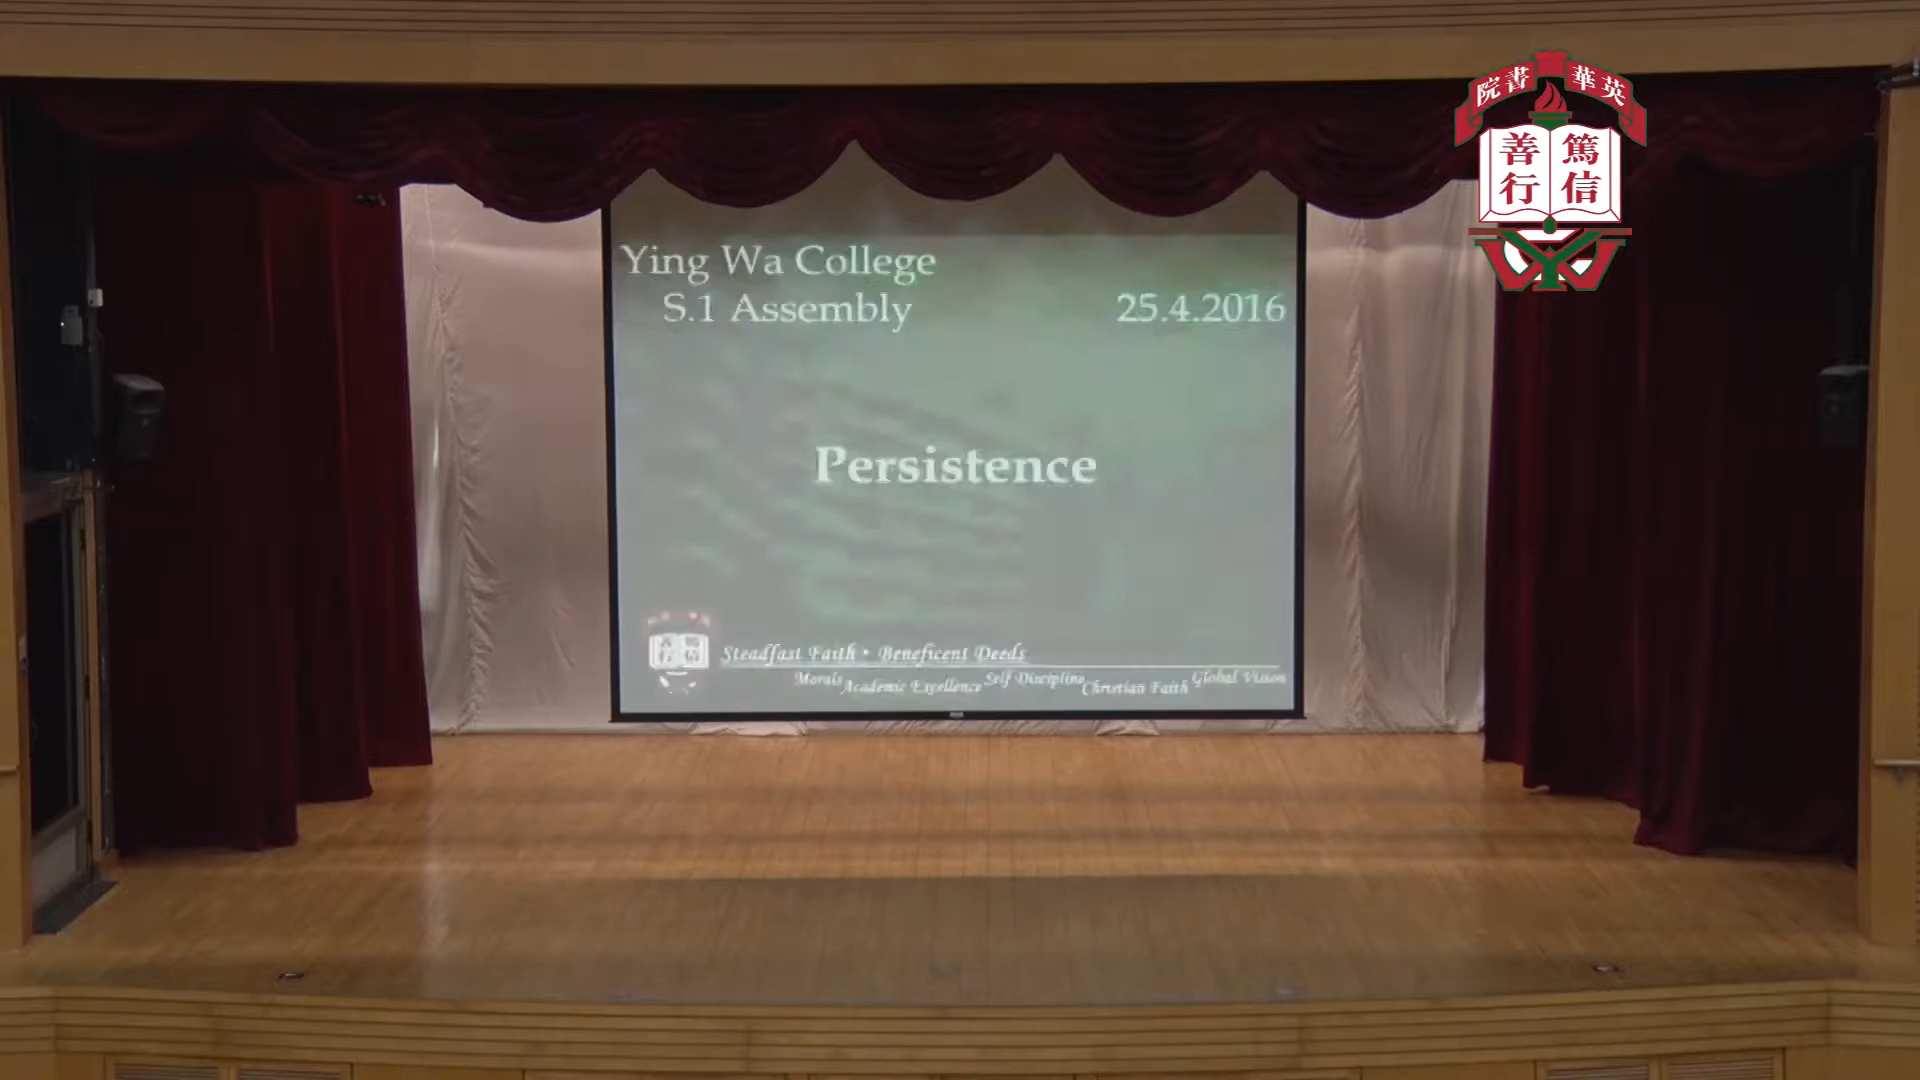 院書 華英
善 篤
行 信
Ying Wa College
S.1 Assembly 25.4.2016
Persistence
Steadfast Faith • Beneficent Deeds
Morals Academic Excellence Self Discipline Christian Faith Global Vision